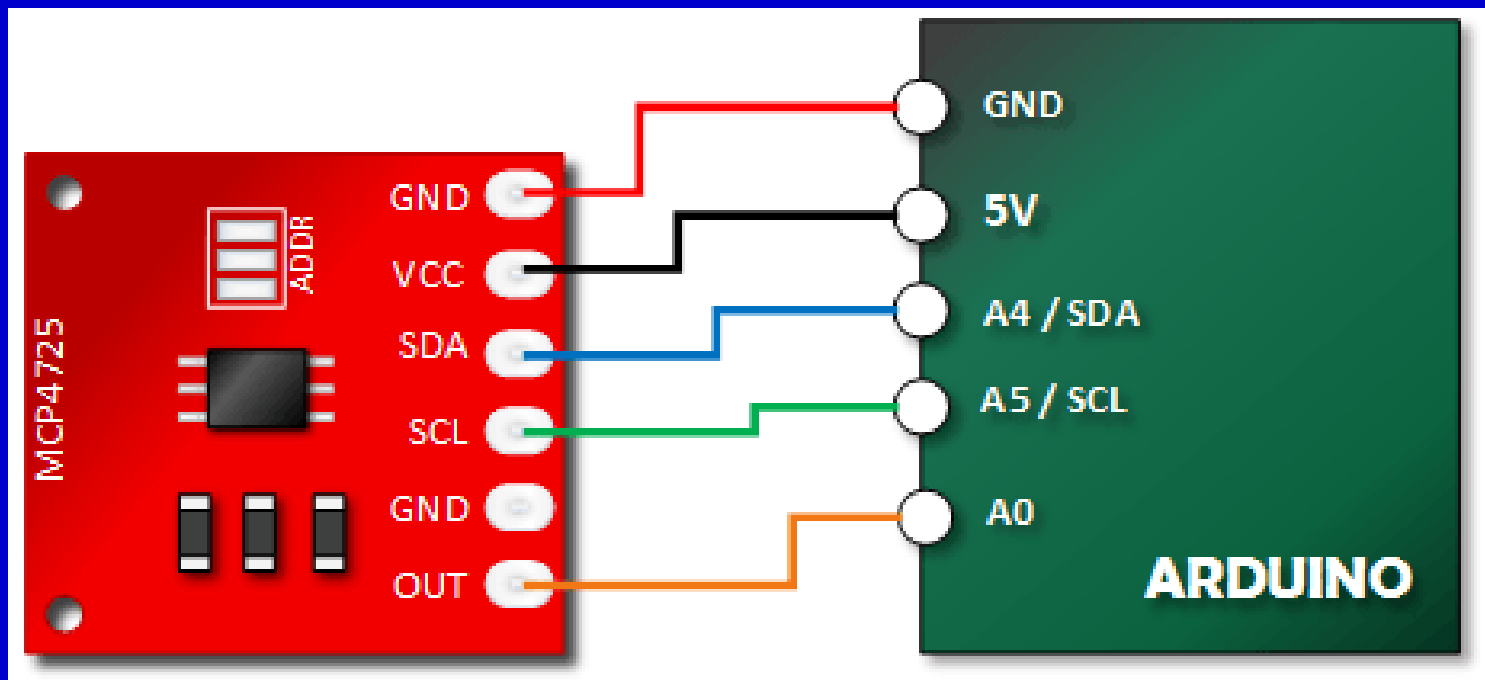 MCP4725
ADDR
GND
VCC
SDA
SCL
GND
OUT
GND
5V
A4 / SDA
A5 / SCL
A0
ARDUINO